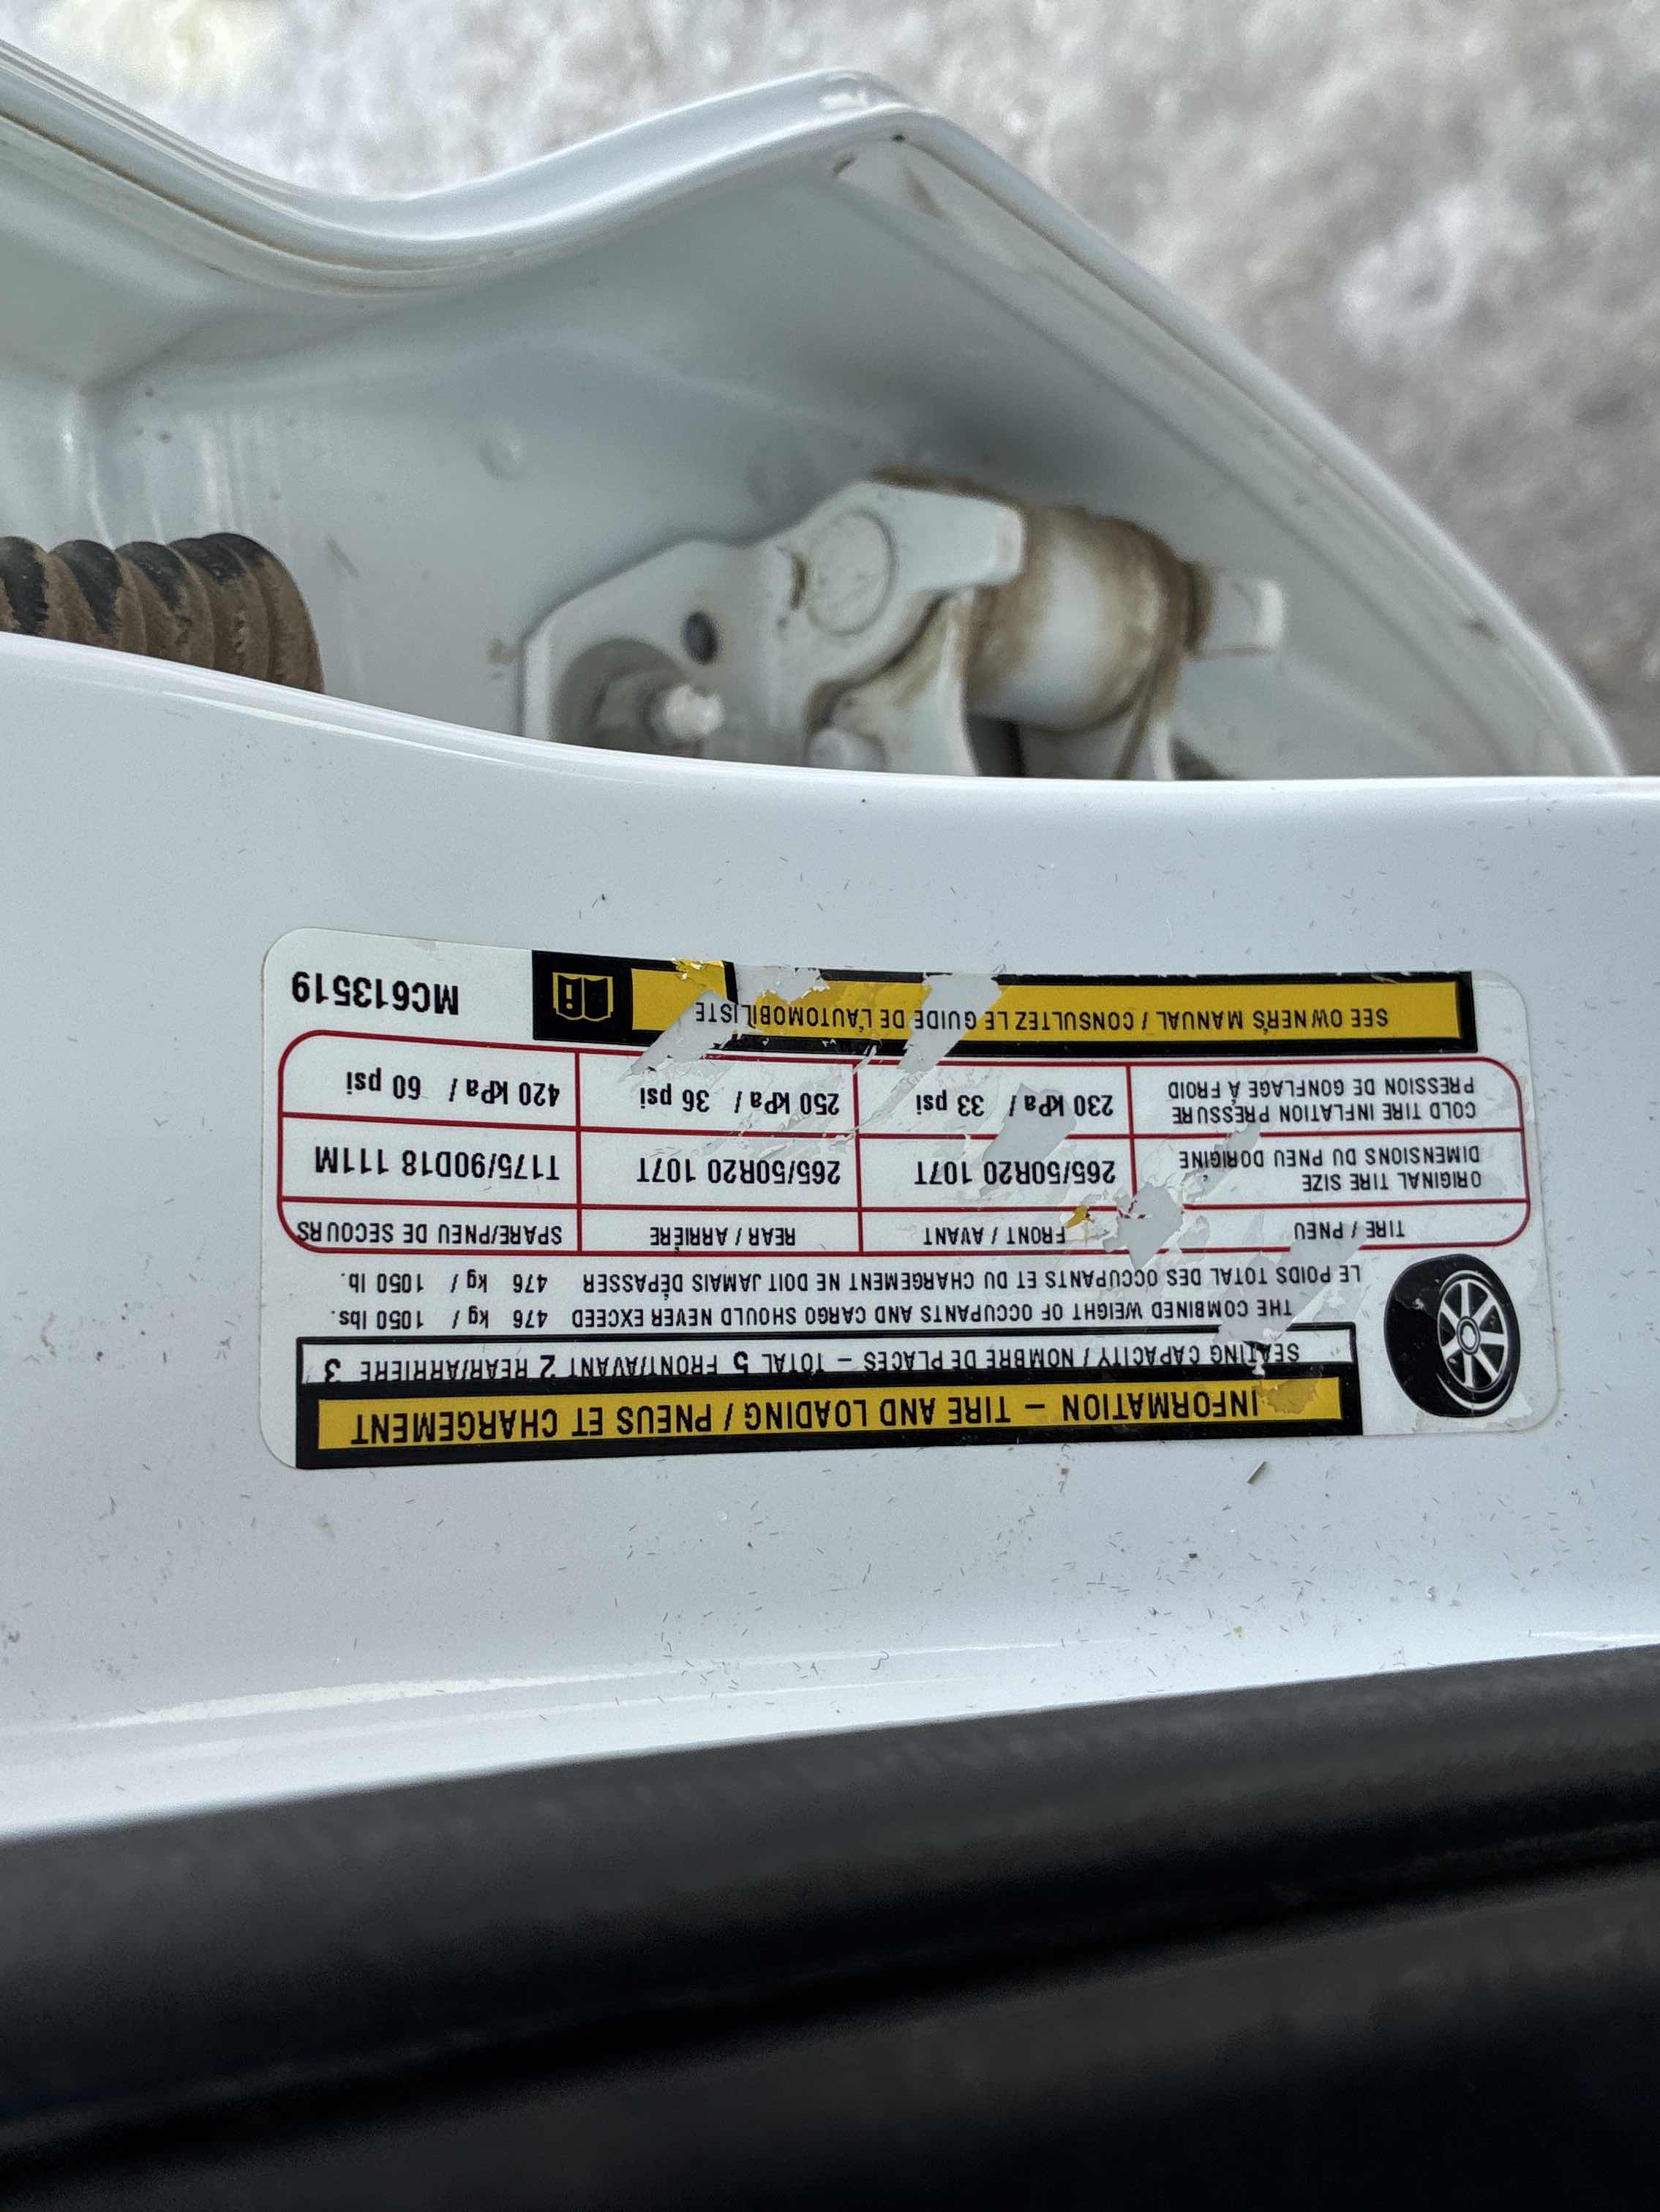 INFORMATION – TIRE AND LOADING / PNEUS ET CHARGEMENT
SEATING CAPACITY / NOMBRE DE PLACES – TOTAL 5 FRONT/AVANT 2 REAR/ARRIERE 3
THE COMBINED WEIGHT OF OCCUPANTS AND CARGO SHOULD NEVER EXCEED 476 kg / 1050 lbs.
LE POIDS TOTAL DES OCCUPANTS ET DU CHARGEMENT NE DOIT JAMAIS DÉPASSER 476 kg / 1050 lb.
TIRE / PNEU FRONT / AVANT REAR / ARRIÈRE SPARE/PNEU DE SECOURS
ORIGINAL TIRE SIZE
DIMENSIONS DU PNEU D'ORIGINE 265/50R20 107T 265/50R20 107T T175/90D18 111M
COLD TIRE INFLATION PRESSURE
PRESSION DE GONFLAGE À FROID 230 kPa / 33 psi 250 kPa / 36 psi 420 kPa / 60 psi
SEE OWNER'S MANUAL / CONSULTEZ LE GUIDE DE L'AUTOMOBILISTE
MC613519